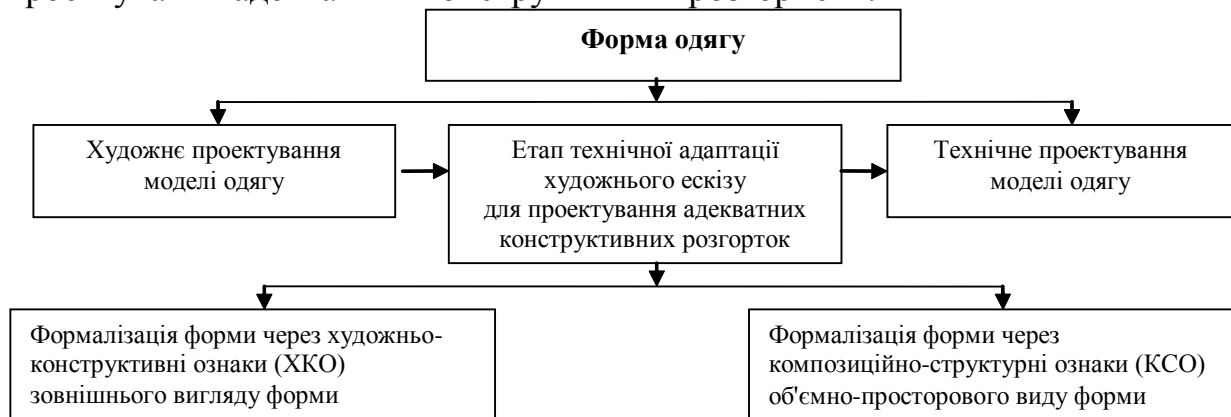 Форма одягу
Художнє проектування
моделі одягу
Етап технічної адаптації
художнього ескізу
для проектування адекватних
конструктивних розгорток
Технічне проектування
моделі одягу
Формалізація форми через художньо-
конструктивні ознаки (ХКО)
зовнішнього вигляду форми
Формалізація форми через
композиційно-структурні ознаки (КСО)
об'ємно-просторового виду форми